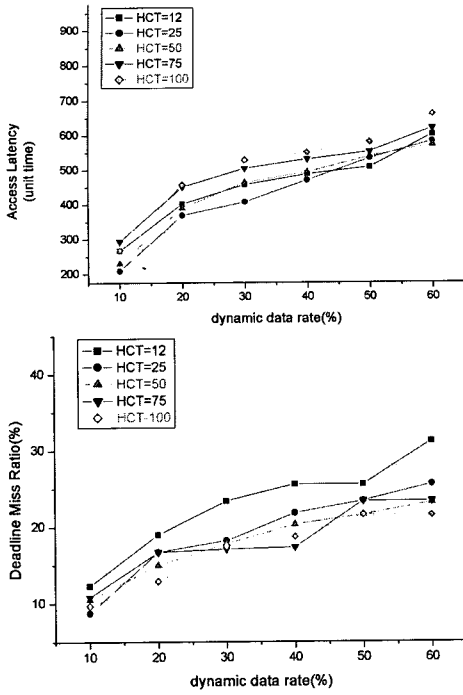 HCT=12
HCT=25
HCT=50
HCT=75
HCT=100
Access Latency
(unit time)
900
800
700
600
500
400
300
200
10 20 30 40 50 60
dynamic data rate(%)
HCT=12
HCT=25
HCT=50
HCT=75
HCT-100
Deadline Miss Ratio(%)
40
30
20
10
10 20 30 40 50 60
dynamic data rate(%)